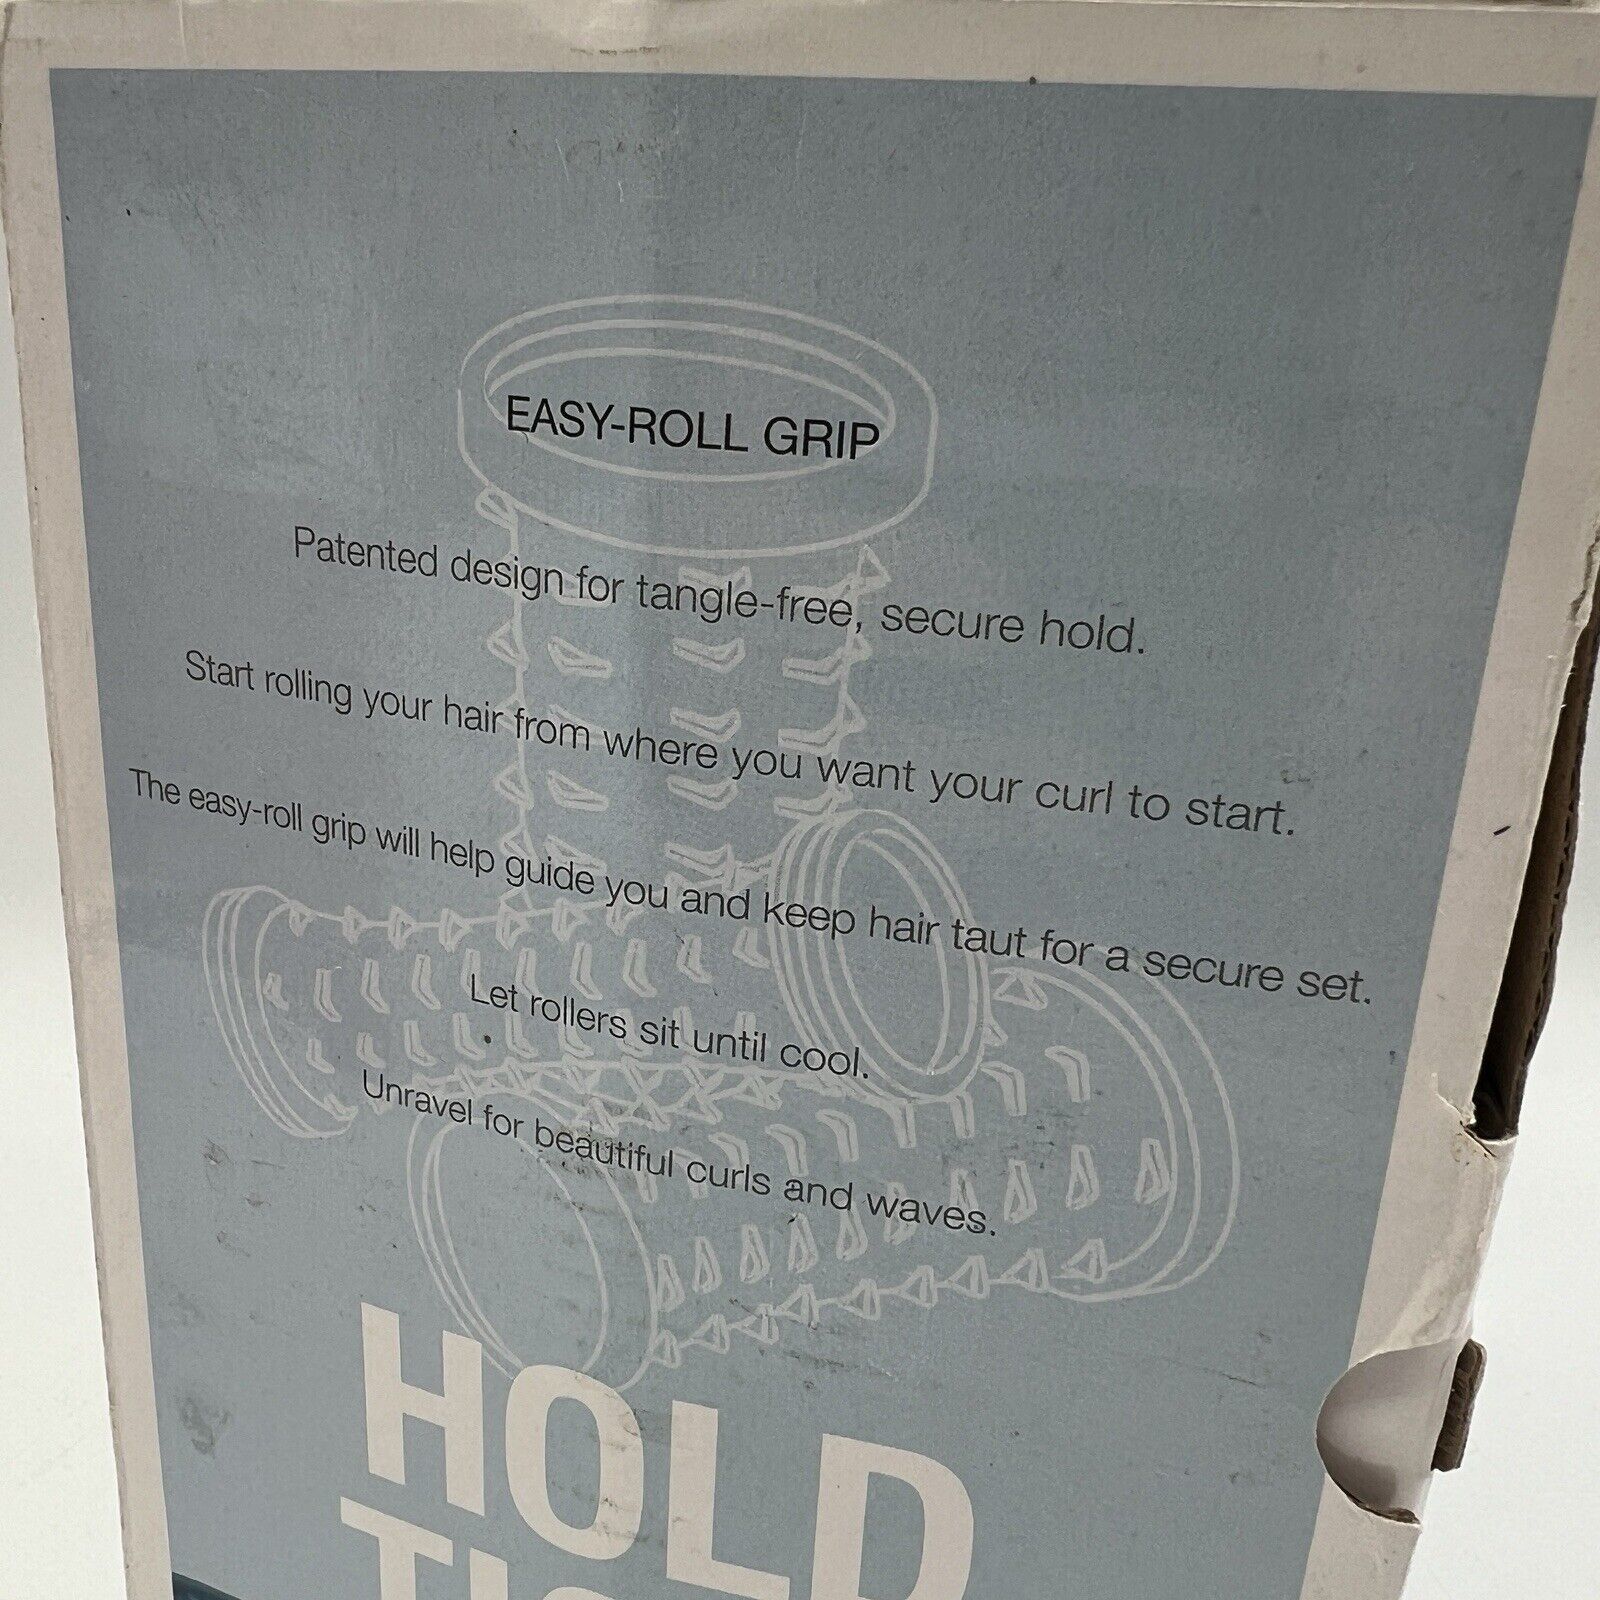 EASY-ROLL GRIP
Patented design for tangle-free, secure hold.
Start rolling your hair from where you want your curl to start.
The easy-roll grip will help guide you and keep hair taut for a secure set.
Let rollers sit until cool.
Unravel for beautiful curls and waves.
HOLD